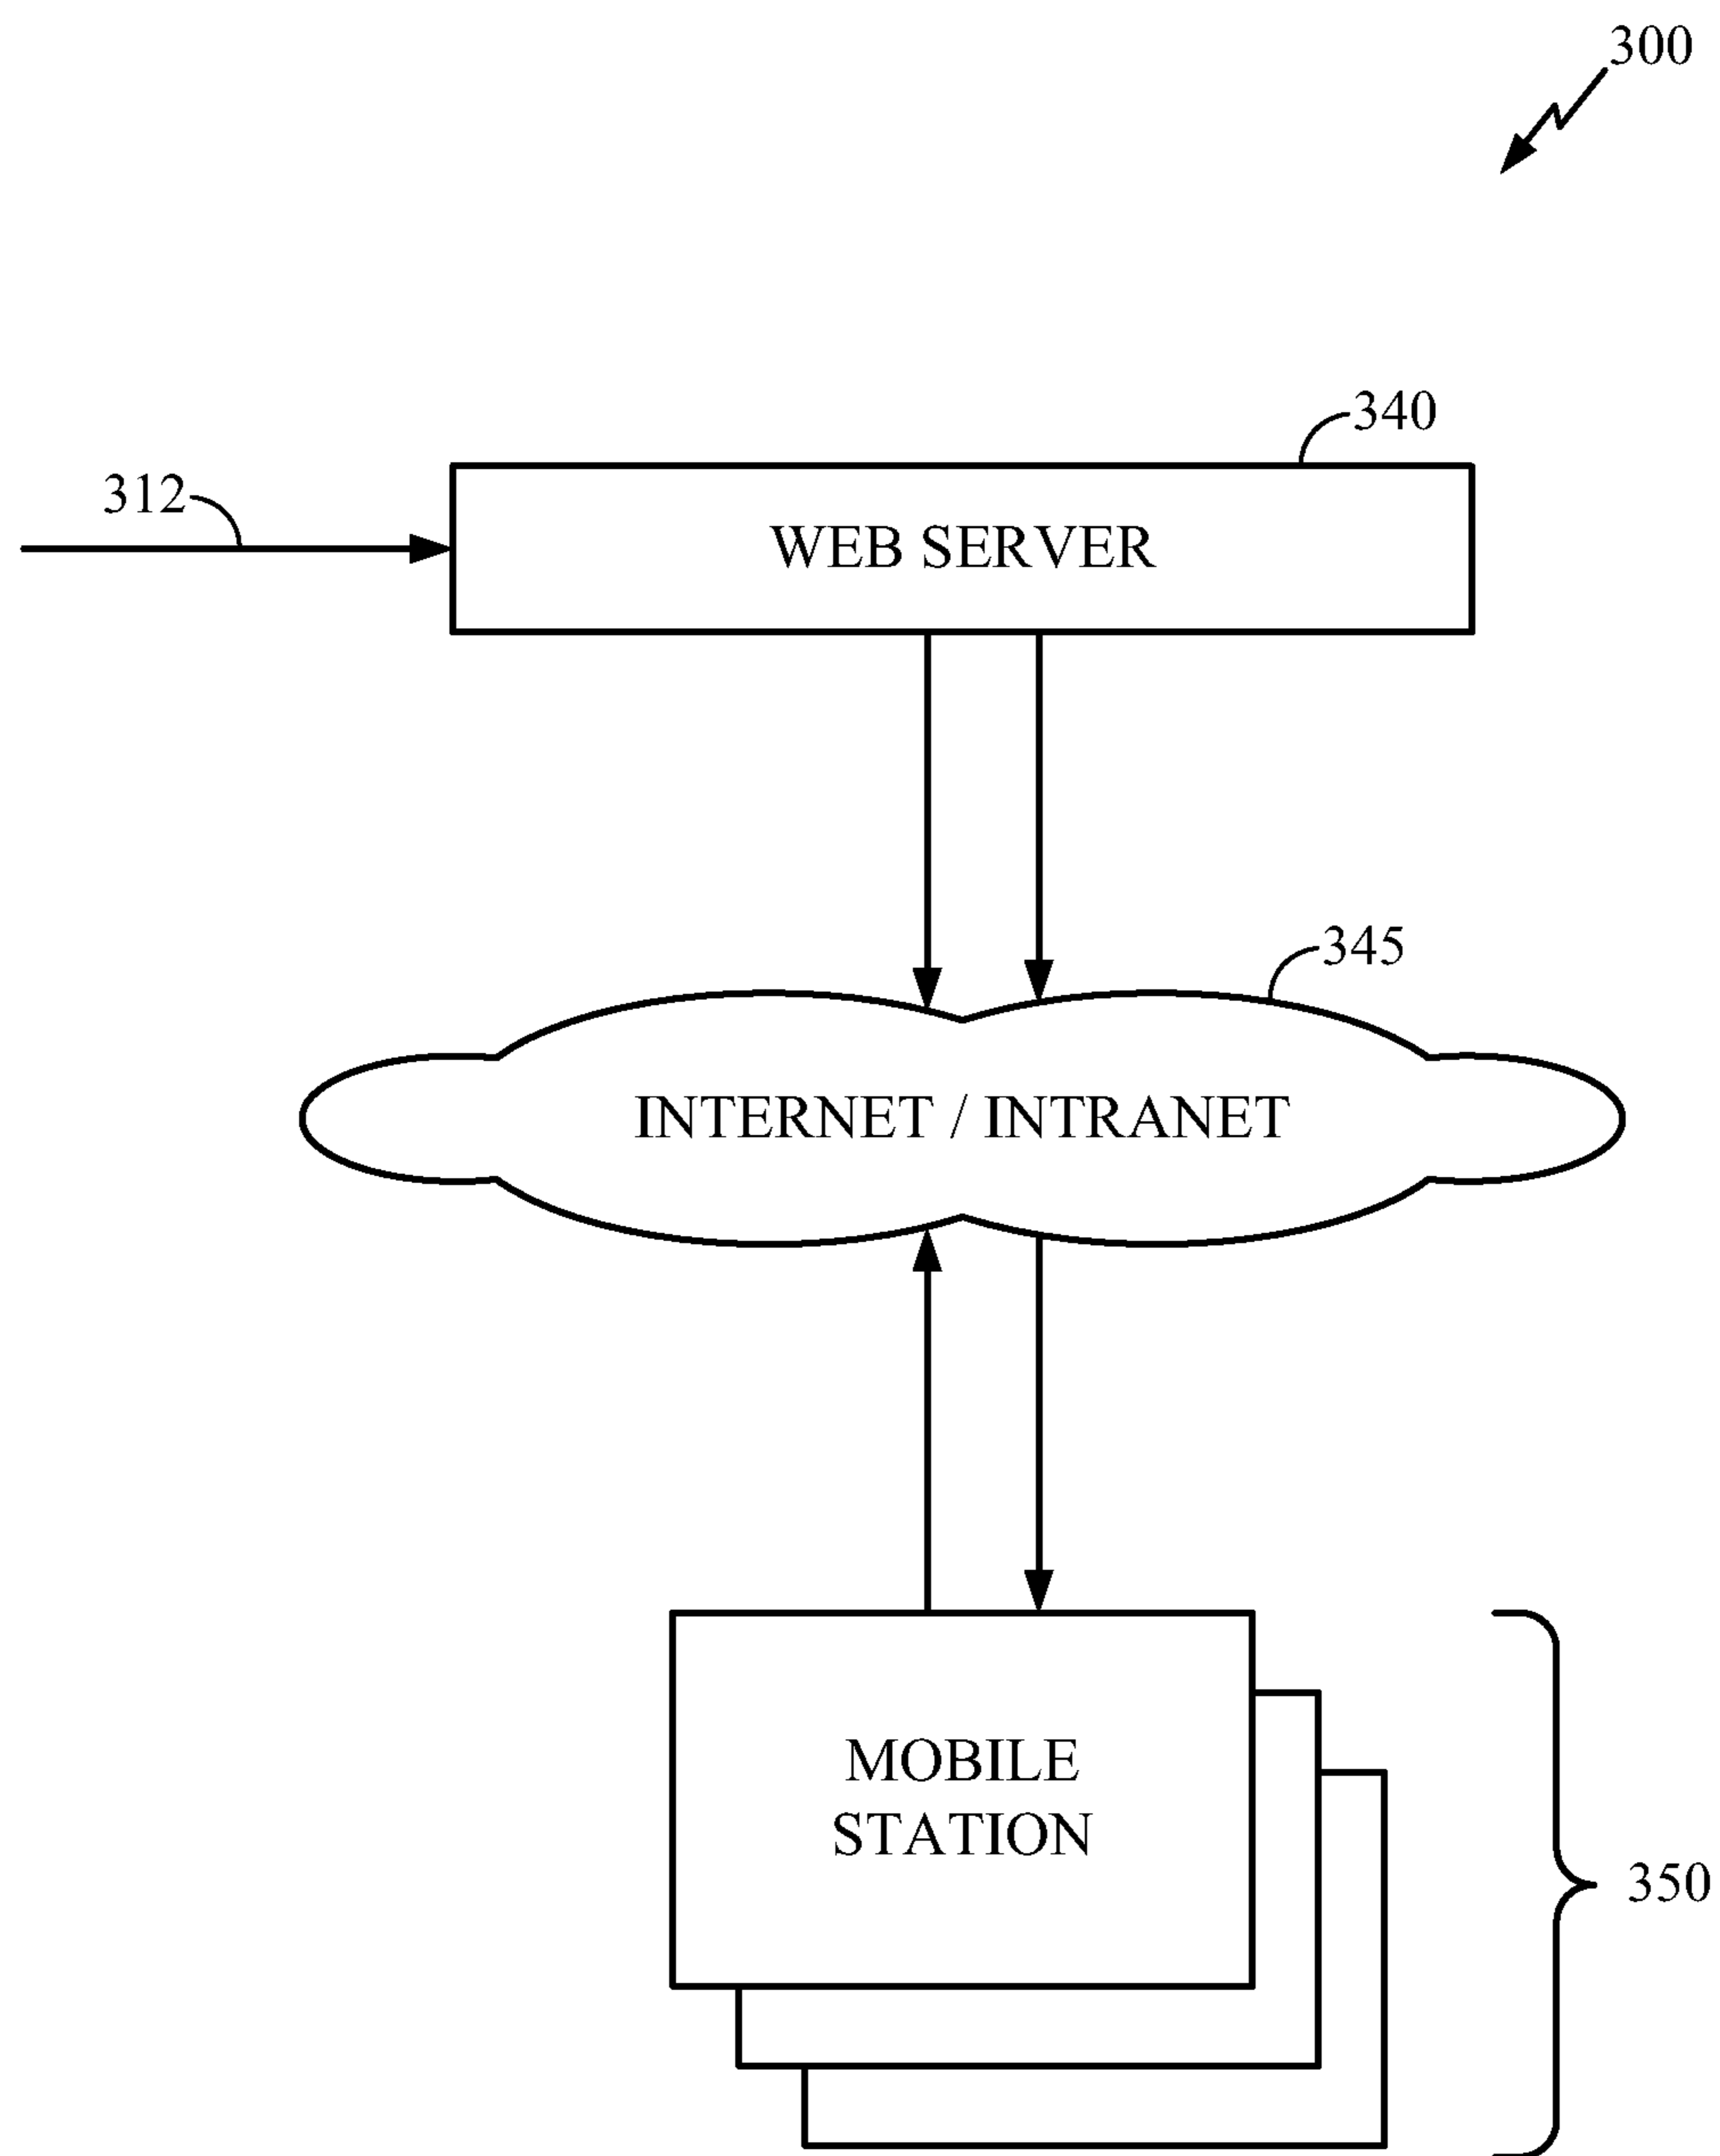 300
340
312
WEB SERVER
345
INTERNET / INTRANET
MOBILE
STATION
350